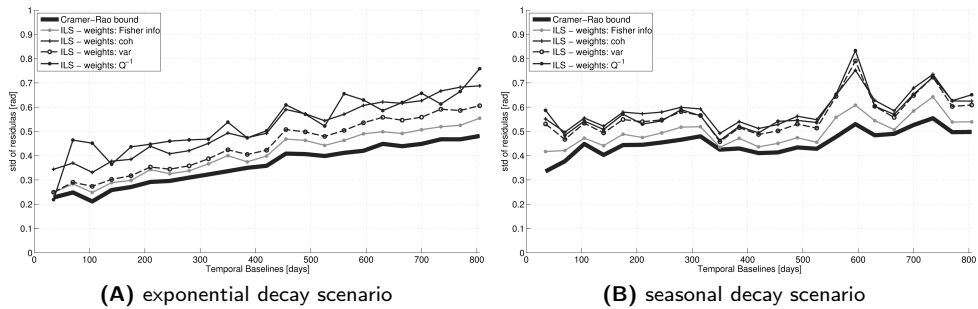 Cramer−Rao bound
ILS − weights: Fisher info
ILS − weights: coh
ILS − weights: var
ILS − weights: Q⁻¹
1
0.9
0.8
0.7
0.6
0.5
0.4
0.3
0.2
0.1
0
std of residulas [rad]
0 100 200 300 400 500 600 700 800
Temporal Baselines [days]
(A) exponential decay scenario
Cramer−Rao bound
ILS − weights: Fisher info
ILS − weights: coh
ILS − weights: var
ILS − weights: Q⁻¹
1
0.9
0.8
0.7
0.6
0.5
0.4
0.3
0.2
0.1
0
std of residulas [rad]
0 100 200 300 400 500 600 700 800
Temporal Baselines [days]
(B) seasonal decay scenario